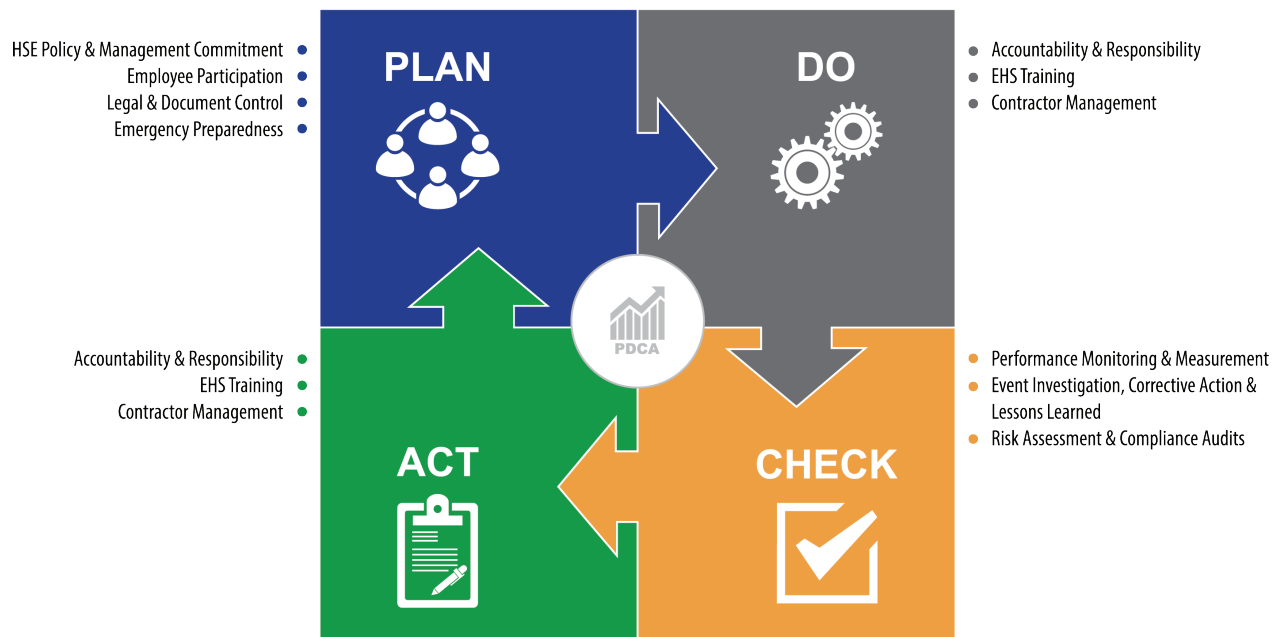 PLAN
HSE Policy & Management Commitment
Employee Participation
Legal & Document Control
Emergency Preparedness
DO
Accountability & Responsibility
EHS Training
Contractor Management
PDCA
ACT
Accountability & Responsibility
EHS Training
Contractor Management
CHECK
Performance Monitoring & Measurement
Event Investigation, Corrective Action &
Lessons Learned
Risk Assessment & Compliance Audits